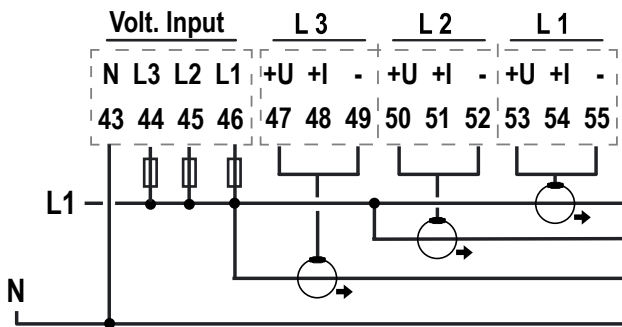 Volt. Input L 3 L 2 L 1
N L3 L2 L1 +U +I - +U +I - +U +I -
43 44 45 46 47 48 49 50 51 52 53 54 55
L1
N